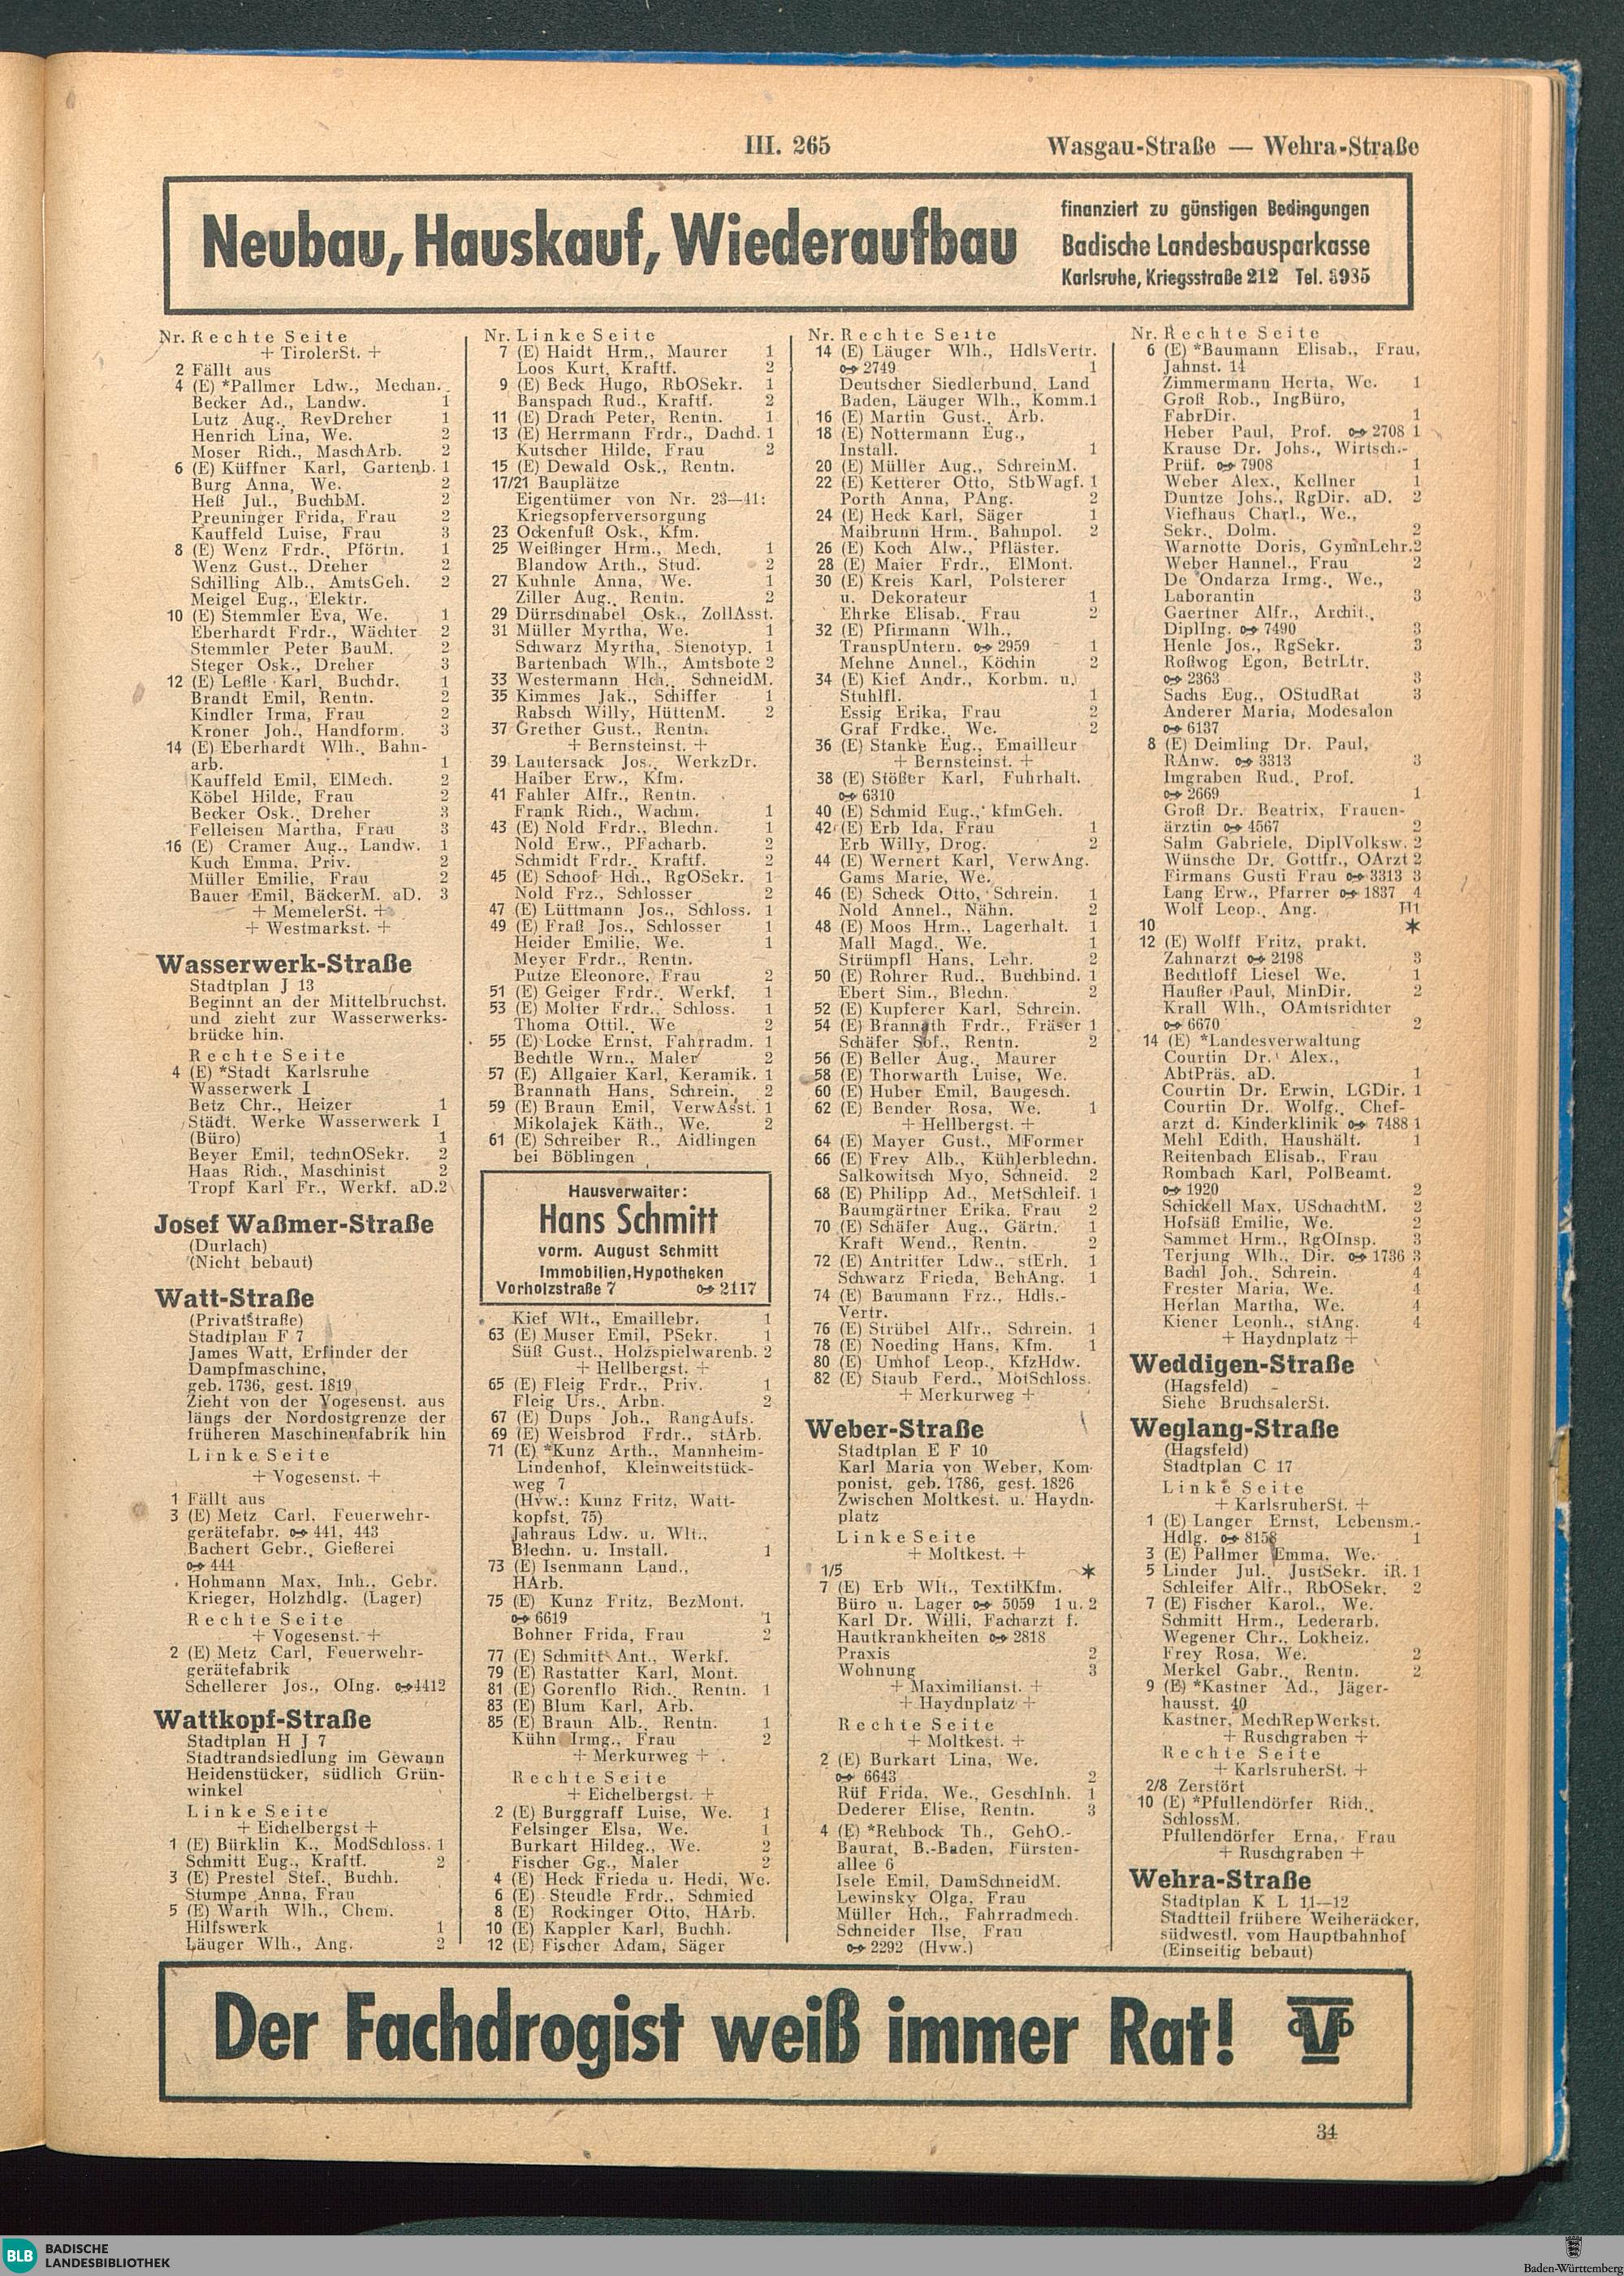 III. 265
Wasgau-Straße — Wehra-Straße
Neubau, Hauskauf, Wiederaufbau
finanziert zu günstigen Bedingungen
Badische Landesbausparkasse
Karlsruhe, Kriegsstraße 212 Tel. 3935
Nr. Rechte Seite
+ TirolerSt. +
2 Fällt aus
4 (E) *Pallmer Ldw., Mechan.
Becker Ad., Landw. 1
Lutz Aug., RevDreher 1
Henrich Lina, We. 2
Moser Rich., MaschArb. 2
6 (E) Küffner Karl, Gartenb. 1
Burg Anna, We. 2
Heß Jul., BuchbM. 2
Preuninger Frida, Frau 2
Kauffeld Luise, Frau 3
8 (E) Wenz Frdr., Pförtn. 1
Wenz Gust., Dreher 2
Schilling Alb., AmtsGeh. 2
Meigel Eug., Elektr.
10 (E) Stemmler Eva, We. 1
Eberhardt Frdr., Wächter 2
Stemmler Peter BauM. 2
Steger Osk., Dreher 3
12 (E) Leßle Karl, Buchdr. 1
Brandt Emil, Rentn. 2
Kindler Irma, Frau 2
Kroner Joh., Handform. 3
14 (E) Eberhardt Wlh., Bahn-
arb. 1
Kauffeld Emil, ElMech. 2
Köbel Hilde, Frau 2
Becker Osk., Dreher 3
Felleisen Martha, Frau 3
16 (E) Cramer Aug., Landw. 1
Kuch Emma, Priv. 2
Müller Emilie, Frau 2
Bauer Emil, BäckerM. aD. 3
+ MemelerSt. +
+ Westmarkst. +
Wasserwerk-Straße
Stadtplan J 13
Beginnt an der Mittelbruchst.
und zieht zur Wasserwerks-
brücke hin.
Rechte Seite
4 (E) *Stadt Karlsruhe
Wasserwerk I
Betz Chr., Heizer 1
Städt. Werke Wasserwerk I
(Büro) 1
Beyer Emil, technOSekr. 2
Haas Rich., Maschinist 2
Tropf Karl Fr., Werkf. aD.2
Josef Waßmer-Straße
(Durlach)
(Nicht bebaut)
Watt-Straße
(Privatstraße)
Stadtplan F 7
James Watt, Erfinder der
Dampfmaschine,
geb. 1736, gest. 1819
Zieht von der Vogesenst. aus
längs der Nordostgrenze der
früheren Maschinenfabrik hin
Linke Seite
+ Vogesenst. +
1 Fällt aus
3 (E) Metz Carl, Feuerwehr-
gerätefabr. 441, 443
Bachert Gebr., Gießerei
444
Hohmann Max, Inh., Gebr.
Krieger, Holzhdlg. (Lager)
Rechte Seite
+ Vogesenst. +
2 (E) Metz Carl, Feuerwehr-
gerätefabrik
Schellerer Jos., OIng. 4412
Wattkopf-Straße
Stadtplan H J 7
Stadtrandsiedlung im Gewann
Heidenstücker, südlich Grün-
winkel
Linke Seite
+ Eichelbergst +
1 (E) Bürklin K., ModSchloss. 1
Schmitt Eug., Kraftf. 2
3 (E) Prestel Stef., Buchh.
Stumpe Anna, Frau
5 (E) Warth Wlh., Chem.
Hilfswerk 1
Läuger Wlh., Ang. 2
Nr. Linke Seite
7 (E) Haidt Hrm., Maurer 1
Loos Kurt, Kraftf. 2
9 (E) Beck Hugo, RbOSekr. 1
Banspach Rud., Kraftf. 2
11 (E) Drach Peter, Rentn. 1
13 (E) Herrmann Frdr., Dachd. 1
Kutscher Hilde, Frau 2
15 (E) Dewald Osk., Rentn.
17/21 Bauplätze
Eigentümer von Nr. 23—41:
Kriegsopferversorgung
23 Ockenfuß Osk., Kfm.
25 Weißinger Hrm., Mech. 1
Blandow Arth., Stud. 2
27 Kuhnle Anna, We. 1
Ziller Aug., Rentn. 2
29 Dürrschnabel Osk., ZollAsst.
31 Müller Myrtha, We. 1
Schwarz Myrtha, Stenotyp. 1
Bartenbach Wlh., Amtsbote 2
33 Westermann Hch., SchneidM.
35 Kimmes Jak., Schiffer 1
Rabsch Willy, HüttenM. 2
37 Grether Gust., Rentn.
+ Bernsteinst. +
39 Lautersack Jos., WerkzDr.
Haiber Erw., Kfm.
41 Fahler Alfr., Rentn.
Frank Rich., Wachm. 1
43 (E) Nold Frdr., Blechn. 1
Nold Erw., PFacharb. 2
Schmidt Frdr., Kraftf. 2
45 (E) Schoof Hch., RgOSekr. 1
Nold Frz., Schlosser 2
47 (E) Lüttmann Jos., Schloss. 1
49 (E) Fraß Jos., Schlosser 1
Heider Emilie, We. 1
Meyer Frdr., Rentn.
Putze Eleonore, Frau 2
51 (E) Geiger Frdr., Werkf. 1
53 (E) Molter Frdr., Schloss. 1
Thoma Ottil., We 2
55 (E) Locke Ernst, Fahrradm. 1
Bechtle Wrn., Maler 2
57 (E) Allgaier Karl, Keramik. 1
Brannath Hans, Schrein. 2
59 (E) Braun Emil, VerwAsst. 1
Mikolajek Käth., We. 2
61 (E) Schreiber R., Aidlingen
bei Böblingen
Hausverwalter:
Hans Schmitt
vorm. August Schmitt
Immobilien, Hypotheken
Vorholzstraße 7 2117
Kief Wlt., Emaillebr. 1
63 (E) Muser Emil, PSekr. 1
Süß Gust., Holzspielwarenb. 2
+ Hellbergst. +
65 (E) Fleig Frdr., Priv. 1
Fleig Urs., Arbn. 2
67 (E) Dups Joh., RangAufs.
69 (E) Weisbrod Frdr., stArb.
71 (E) *Kunz Arth., Mannheim-
Lindenhof, Kleinweitstück-
weg 7
(Hvw.: Kunz Fritz, Watt-
kopfst. 75)
Jahraus Ldw. u. Wlt.,
Blechn. u. Install. 1
73 (E) Isenmann Land.,
HArb.
75 (E) Kunz Fritz, BezMont.
6619 1
Bohner Frida, Frau 2
77 (E) Schmitt Ant., Werkf.
79 (E) Rastatter Karl, Mont.
81 (E) Gorenflo Rich., Rentn. 1
83 (E) Blum Karl, Arb.
85 (E) Braun Alb., Rentn. 1
Kühn Irmg., Frau 2
+ Merkurweg +
Rechte Seite
+ Eichelbergst. +
2 (E) Burggraff Luise, We. 1
Felsinger Elsa, We. 1
Burkart Hildeg., We. 2
Fischer Gg., Maler 2
4 (E) Heck Frieda u. Hedi, We.
6 (E) Steudle Frdr., Schmied
8 (E) Rockinger Otto, HArb.
10 (E) Kappler Karl, Buchh.
12 (E) Fischer Adam, Säger
Nr. Rechte Seite
14 (E) Läuger Wlh., HdlsVertr.
2749 1
Deutscher Siedlerbund, Land
Baden, Läuger Wlh., Komm.1
16 (E) Martin Gust., Arb.
18 (E) Nottermann Eug.,
Install. 1
20 (E) Müller Aug., SchreinM.
22 (E) Ketterer Otto, StbWagf. 1
Porth Anna, PAng. 2
24 (E) Heck Karl, Säger 1
Maibrunn Hrm., Bahnpol. 2
26 (E) Koch Alw., Pfläster.
28 (E) Maier Frdr., ElMont.
30 (E) Kreis Karl, Polsterer
u. Dekorateur 1
Ehrke Elisab., Frau 2
32 (E) Pfirmann Wlh.,
TranspUntern. 2959 1
Mehne Annel., Köchin 2
34 (E) Kief Andr., Korbm. u.
Stuhlfl. 1
Essig Erika, Frau 2
Graf Frdke., We. 2
36 (E) Stanke Eug., Emailleur
+ Bernsteinst. +
38 (E) Stößer Karl, Fuhrhalt.
6310
40 (E) Schmid Eug., kfmGeh.
42 (E) Erb Ida, Frau 1
Erb Willy, Drog. 2
44 (E) Wernert Karl, VerwAng.
Gams Marie, We.
46 (E) Scheck Otto, Schrein. 1
Nold Annel., Nähn. 2
48 (E) Moos Hrm., Lagerhalt. 1
Mall Magd., We. 1
Strümpfl Hans, Lehr. 2
50 (E) Rohrer Rud., Buchbind. 1
Ebert Sim., Blechn. 2
52 (E) Kupferer Karl, Schrein.
54 (E) Brannath Frdr., Fräser 1
Schäfer Sof., Rentn. 2
56 (E) Beller Aug., Maurer
58 (E) Thorwarth Luise, We.
60 (E) Huber Emil, Baugesch.
62 (E) Bender Rosa, We. 1
+ Hellbergst. +
64 (E) Mayer Gust., MFormer
66 (E) Frey Alb., Kühlerblechn.
Salkowitsch Myo, Schneid. 2
68 (E) Philipp Ad., MetSchleif. 1
Baumgärtner Erika, Frau 2
70 (E) Schäfer Aug., Gärtn. 1
Kraft Wend., Rentn. 2
72 (E) Antritter Ldw., stErh. 1
Schwarz Frieda, BehAng. 1
74 (E) Baumann Frz., Hdls.-
Vertr.
76 (E) Strübel Alfr., Schrein. 1
78 (E) Noeding Hans, Kfm. 1
80 (E) Umhof Leop., KfzHdw.
82 (E) Staub Ferd., MotSchloss.
+ Merkurweg +
Weber-Straße
Stadtplan E F 10
Karl Maria von Weber, Kom-
ponist, geb. 1786, gest. 1826
Zwischen Moltkest. u. Haydn-
platz
Linke Seite
+ Moltkest. +
1/5 *
7 (E) Erb Wlt., TextilKfm.
Büro u. Lager 5059 1 u. 2
Karl Dr. Willi, Facharzt f.
Hautkrankheiten 2818
Praxis 2
Wohnung 3
+ Maximilianst. +
+ Haydnplatz +
Rechte Seite
+ Moltkest. +
2 (E) Burkart Lina, We.
6643 2
Rüf Frida, We., GeschInh. 1
Dederer Elise, Rentn. 3
4 (E) *Rehbock Th., GehO.-
Baurat, B.-Baden, Fürsten-
allee 6
Isele Emil, DamSchneidM.
Lewinsky Olga, Frau
Müller Hch., Fahrradmech.
Schneider Ilse, Frau
2292 (Hvw.)
Nr. Rechte Seite
6 (E) *Baumann Elisab., Frau,
Jahnst. 14
Zimmermann Herta, We. 1
Groß Rob., IngBüro,
FabrDir. 1
Heber Paul, Prof. 2708 1
Krause Dr. Johs., Wirtsch.-
Prüf. 7908 1
Weber Alex., Kellner 1
Duntze Johs., RgDir. aD. 2
Viefhaus Charl., We.,
Sekr., Dolm. 2
Warnotte Doris, GymnLehr.2
Weber Hannel., Frau 2
De Ondarza Irmg., We.,
Laborantin 3
Gaertner Alfr., Archit.,
DiplIng. 7490 3
Henle Jos., RgSekr. 3
Roßwog Egon, BetrLtr.
2363 3
Sachs Eug., OStudRat 3
Anderer Maria, Modesalon
6137
8 (E) Deimling Dr. Paul,
RAnw. 3313 3
Imgraben Rud., Prof.
2669 1
Groß Dr. Beatrix, Frauen-
ärztin 4567 2
Salm Gabriele, DiplVolksw. 2
Wünsche Dr. Gottfr., OArzt 2
Firmans Gusti Frau 3313 3
Lang Erw., Pfarrer 1837 4
Wolf Leop., Ang. H1
10 *
12 (E) Wolff Fritz, prakt.
Zahnarzt 2198 3
Bechtloff Liesel We. 1
Haußer Paul, MinDir. 2
Krall Wlh., OAmtsrichter
6670 2
14 (E) *Landesverwaltung
Courtin Dr. Alex.,
AbtPräs. aD. 1
Courtin Dr. Erwin, LGDir. 1
Courtin Dr. Wolfg., Chef-
arzt d. Kinderklinik 7488 1
Mehl Edith, Haushält. 1
Reitenbach Elisab., Frau
Rombach Karl, PolBeamt.
1920 2
Schickell Max, USchachtM. 2
Hofsäß Emilie, We. 2
Sammet Hrm., RgOInsp. 3
Terjung Wlh., Dir. 1736 3
Bachl Joh., Schrein. 4
Frester Maria, We. 4
Herlan Martha, We. 4
Kiener Leonh., stAng. 4
+ Haydnplatz +
Weddigen-Straße
(Hagsfeld)
Siehe BruchsalerSt.
Weglang-Straße
(Hagsfeld)
Stadtplan C 17
Linke Seite
+ KarlsruherSt. +
1 (E) Langer Ernst, Lebensm.-
Hdlg. 8158 1
3 (E) Pallmer Emma, We.
5 Linder Jul., JustSekr. iR. 1
Schleifer Alfr., RbOSekr. 2
7 (E) Fischer Karol., We.
Schmitt Hrm., Lederarb.
Wegener Chr., Lokheiz.
Frey Rosa, We. 2
Merkel Gabr., Rentn. 2
9 (E) *Kastner Ad., Jäger-
hausst. 40
Kastner, MechRepWerkst.
+ Ruschgraben +
Rechte Seite
+ KarlsruherSt. +
2/8 Zerstört
10 (E) *Pfullendörfer Rich.,
SchlossM.
Pfullendörfer Erna, Frau
+ Ruschgraben +
Wehra-Straße
Stadtplan K L 11—12
Stadtteil frühere Weiheräcker,
südwestl. vom Hauptbahnhof
(Einseitig bebaut)
Der Fachdrogist weiß immer Rat!
34
BLB BADISCHE
LANDESBIBLIOTHEK
Baden-Württemberg